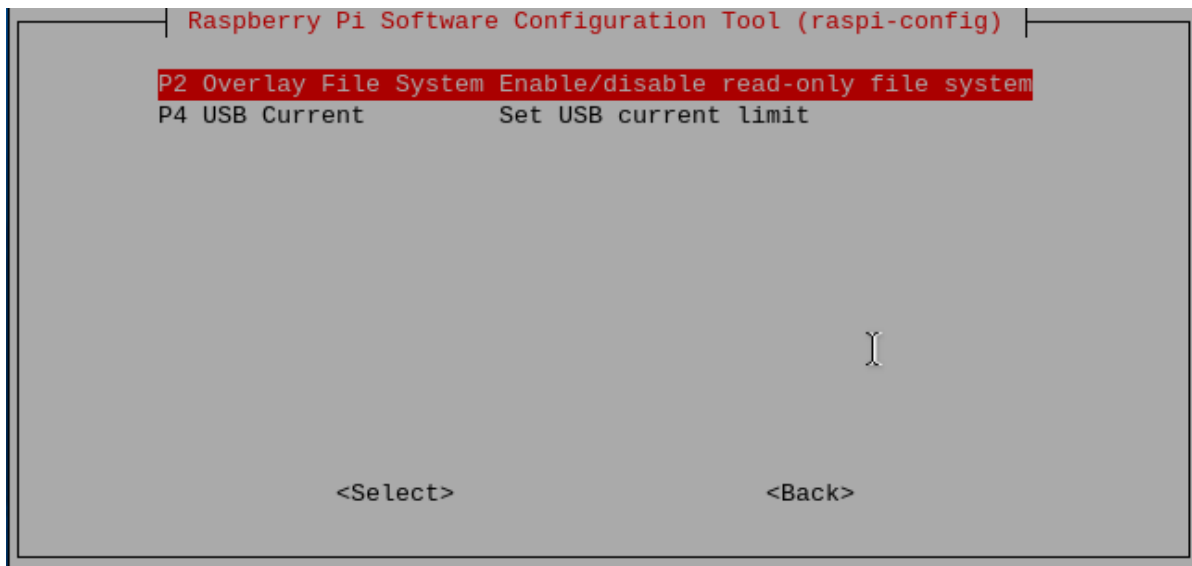 Raspberry Pi Software Configuration Tool (raspi-config)
P2 Overlay File System Enable/disable read-only file system
P4 USB Current Set USB current limit
<Select> <Back>